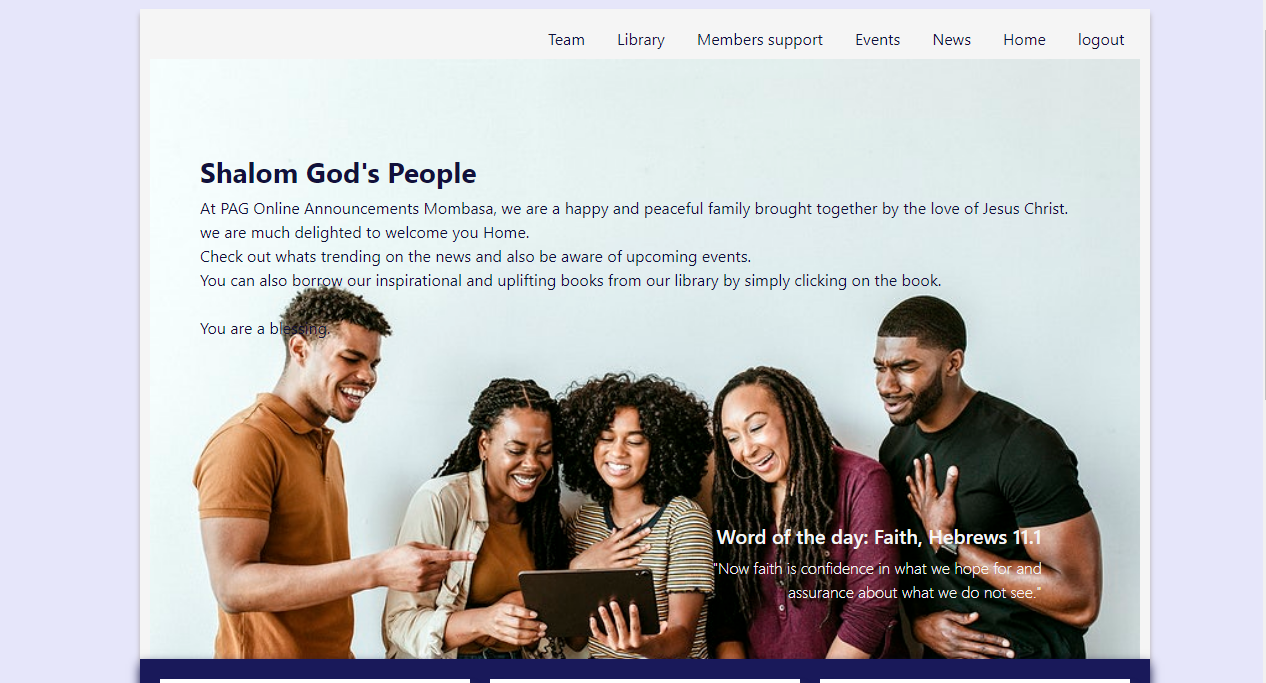 Team Library Members support Events News Home logout
Shalom God's People
At PAG Online Announcements Mombasa, we are a happy and peaceful family brought together by the love of Jesus Christ.
we are much delighted to welcome you Home.
Check out whats trending on the news and also be aware of upcoming events.
You can also borrow our inspirational and uplifting books from our library by simply clicking on the book.
You are a blessing.
Word of the day: Faith, Hebrews 11.1
"Now faith is confidence in what we hope for and
assurance about what we do not see."